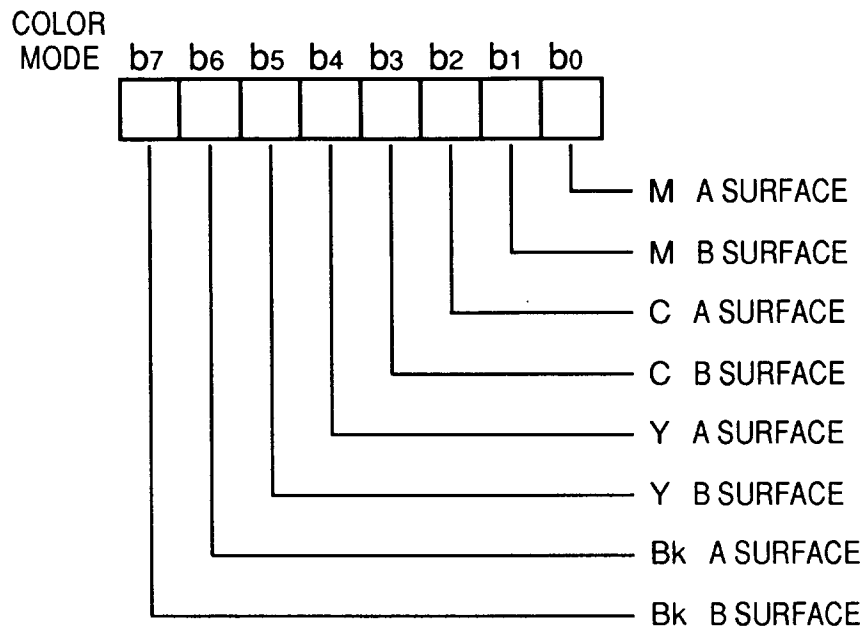 COLOR
MODE b7 b6 b5 b4 b3 b2 b1 b0
M A SURFACE
M B SURFACE
C A SURFACE
C B SURFACE
Y A SURFACE
Y B SURFACE
Bk A SURFACE
Bk B SURFACE